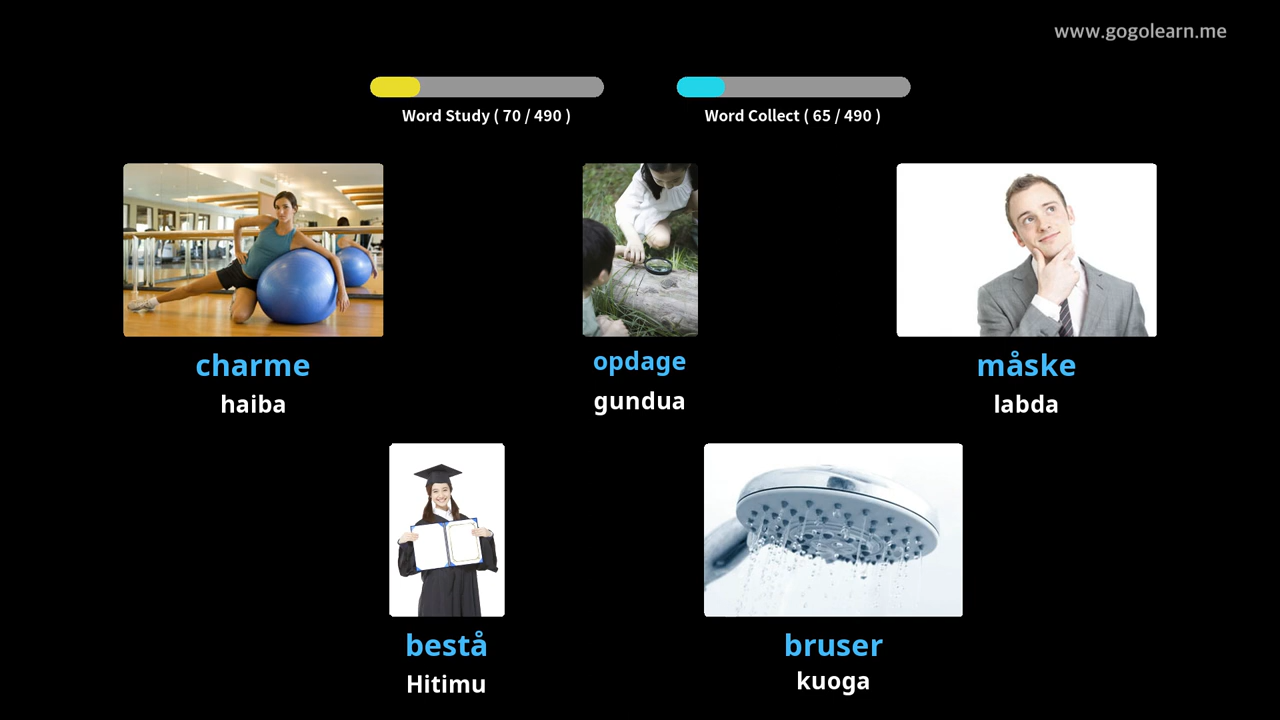 www.gogolearn.me
Word Study ( 70 / 490 )
Word Collect ( 65 / 490 )
charme
haiba
opdage
gundua
måske
labda
bestå
Hitimu
bruser
kuoga